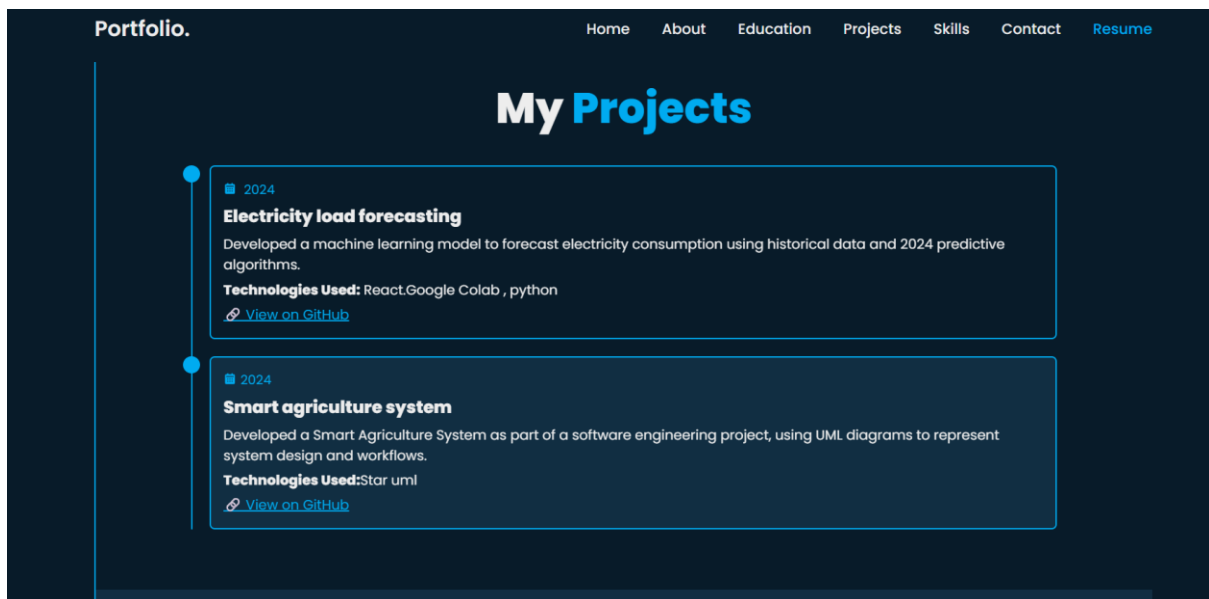 Portfolio.
Home About Education Projects Skills Contact Resume
My Projects
2024
Electricity load forecasting
Developed a machine learning model to forecast electricity consumption using historical data and 2024 predictive
algorithms.
Technologies Used: React.Google Colab , python
View on GitHub
2024
Smart agriculture system
Developed a Smart Agriculture System as part of a software engineering project, using UML diagrams to represent
system design and workflows.
Technologies Used:Star uml
View on GitHub